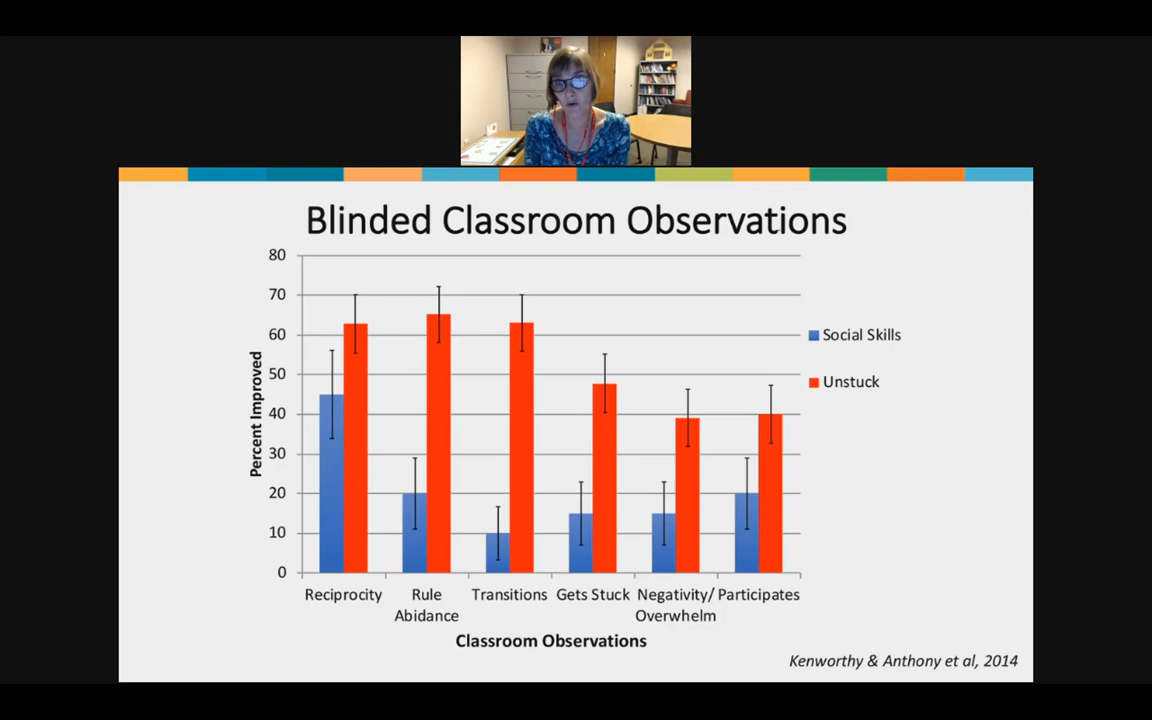 Blinded Classroom Observations
80
70
60
50
40
30
20
10
0
Percent Improved
Reciprocity
Rule Abidance
Transitions
Gets Stuck
Negativity/ Overwhelm
Participates
Classroom Observations
Social Skills
Unstuck
Kenworthy & Anthony et al, 2014